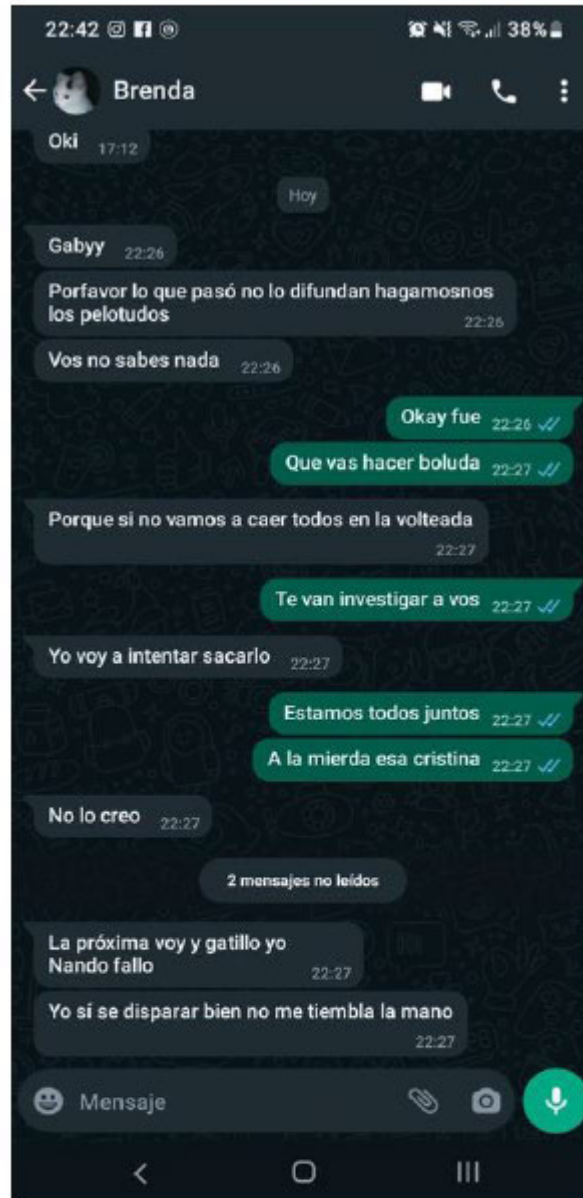 22:42
38%
Brenda
Oki 17:12
Hoy
Gabyy 22:26
Porfavor lo que pasó no lo difundan hagamosnos
los pelotudos
22:26
Vos no sabes nada 22:26
Okay fue 22:26
Que vas hacer boluda 22:27
Porque si no vamos a caer todos en la volteada
22:27
Te van investigar a vos 22:27
Yo voy a intentar sacarlo 22:27
Estamos todos juntos 22:27
A la mierda esa cristina 22:27
No lo creo 22:27
2 mensajes no leídos
La próxima voy y gatillo yo
Nando fallo 22:27
Yo sí se disparar bien no me tiembla la mano
22:27
Mensaje